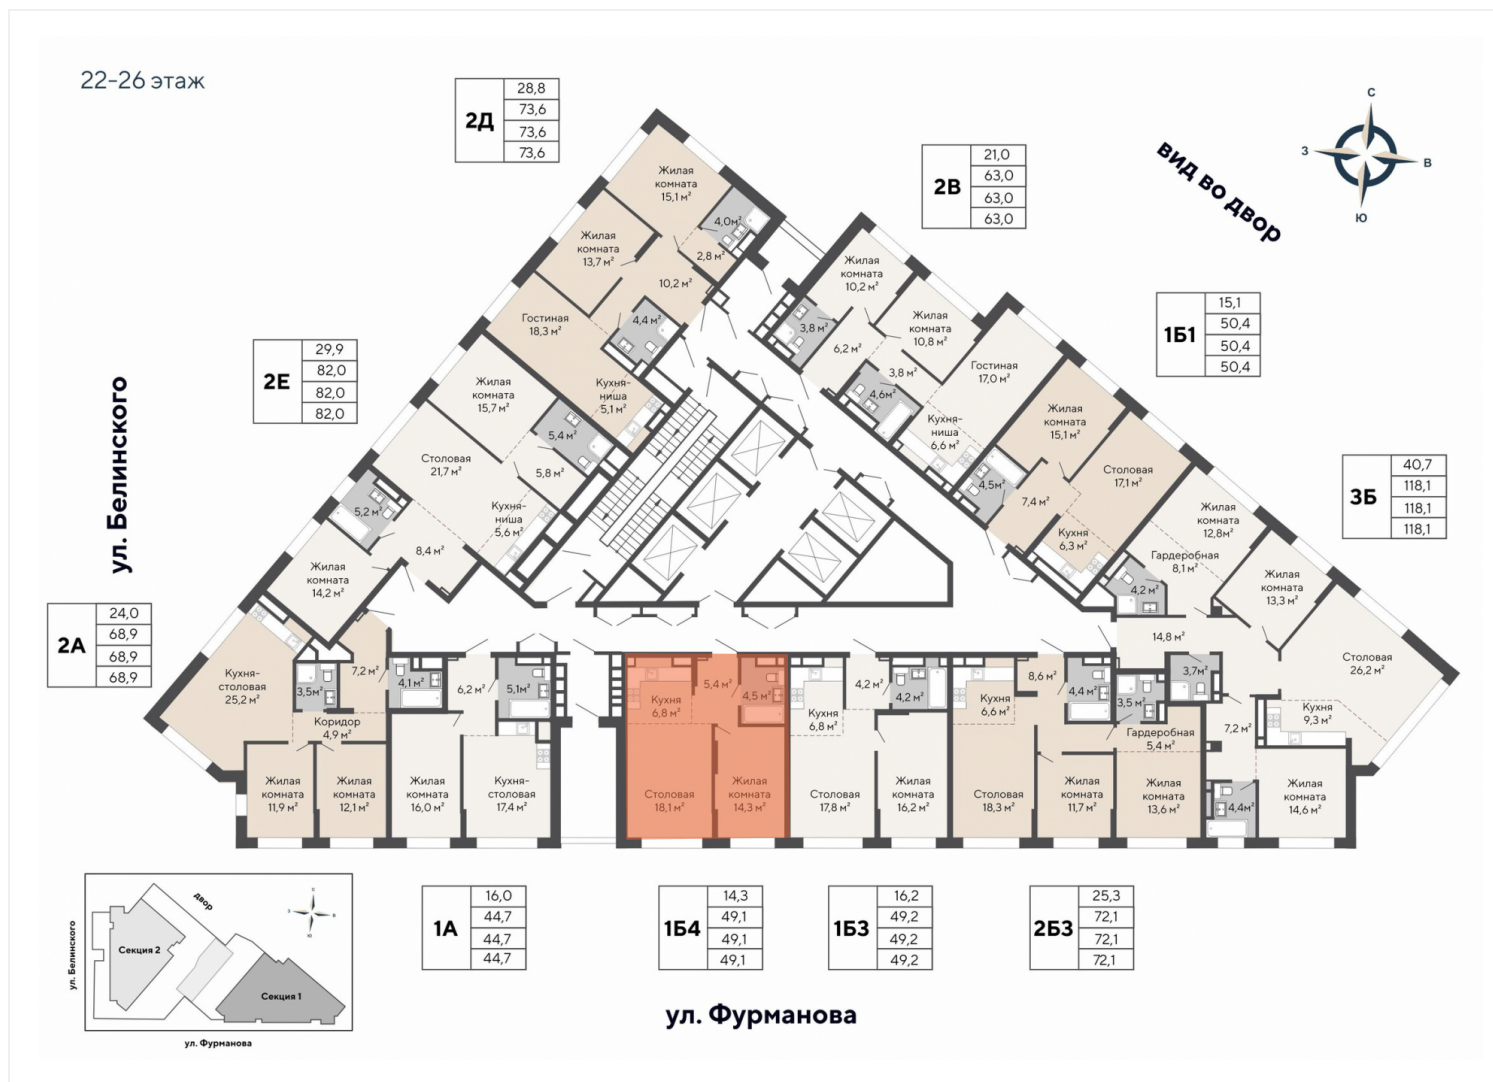 22-26 этаж
2Д
28,8
73,6
73,6
73,6
2В
21,0
63,0
63,0
63,0
С
З
В
Ю
вид во двор
1Б1
15,1
50,4
50,4
50,4
2Е
29,9
82,0
82,0
82,0
3Б
40,7
118,1
118,1
118,1
2А
24,0
68,9
68,9
68,9
ул. Белинского
Жилая
комната
15,1 м²
4,0м²
2,8 м²
Жилая
комната
13,7 м²
10,2 м²
Гостиная
18,3 м²
4,4 м²
Кухня-
ниша
5,1 м²
Жилая
комната
15,7 м²
5,4 м²
Столовая
21,7 м²
5,8 м²
Кухня-
ниша
5,6 м²
5,2 м²
8,4 м²
Жилая
комната
14,2 м²
Жилая
комната
10,2 м²
3,8 м²
6,2 м²
Жилая
комната
10,8 м²
3,8 м²
4,6м²
Гостиная
17,0 м²
Кухня-
ниша
6,6 м²
Жилая
комната
15,1 м²
4,5м²
7,4 м²
Столовая
17,1 м²
Кухня
6,3 м²
Жилая
комната
12,8м²
Гардеробная
8,1 м²
4,2 м²
Жилая
комната
13,3 м²
14,8 м²
Столовая
26,2 м²
3,7м²
Кухня
9,3 м²
7,2 м²
4,4м²
Жилая
комната
14,6 м²
Кухня-
столовая
25,2 м²
3,5м²
7,2 м²
Коридор
4,9 м²
Жилая
комната
11,9 м²
Жилая
комната
12,1 м²
4,1 м²
6,2 м²
5,1м²
Жилая
комната
16,0 м²
Кухня-
столовая
17,4 м²
Кухня
6,8 м²
5,4 м²
4,5 м²
Столовая
18,1 м²
Жилая
комната
14,3 м²
Кухня
6,8 м²
4,2 м²
4,2 м²
Столовая
17,8 м²
Жилая
комната
16,2 м²
Кухня
6,6 м²
8,6 м²
4,4 м²
Столовая
18,3 м²
Жилая
комната
11,7 м²
3,5 м²
Гардеробная
5,4 м²
Жилая
комната
13,6 м²
1А
16,0
44,7
44,7
44,7
1Б4
14,3
49,1
49,1
49,1
1Б3
16,2
49,2
49,2
49,2
2Б3
25,3
72,1
72,1
72,1
ул. Фурманова
ул. Белинского
двор
Секция 2
Секция 1
С
З
В
Ю
ул. Фурманова